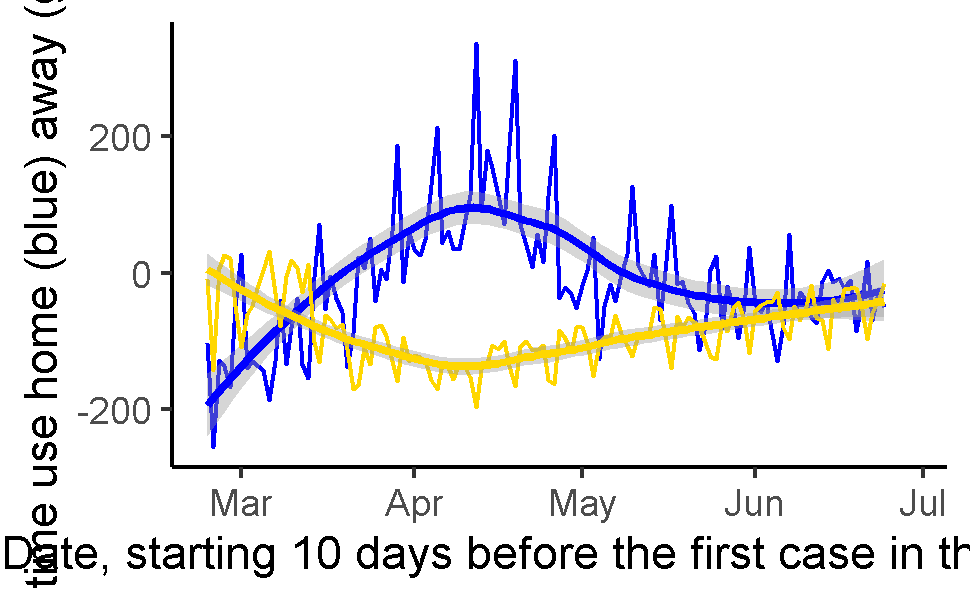 time use home (blue) away (
200
0
-200
Mar Apr May Jun Jul
Date, starting 10 days before the first case in